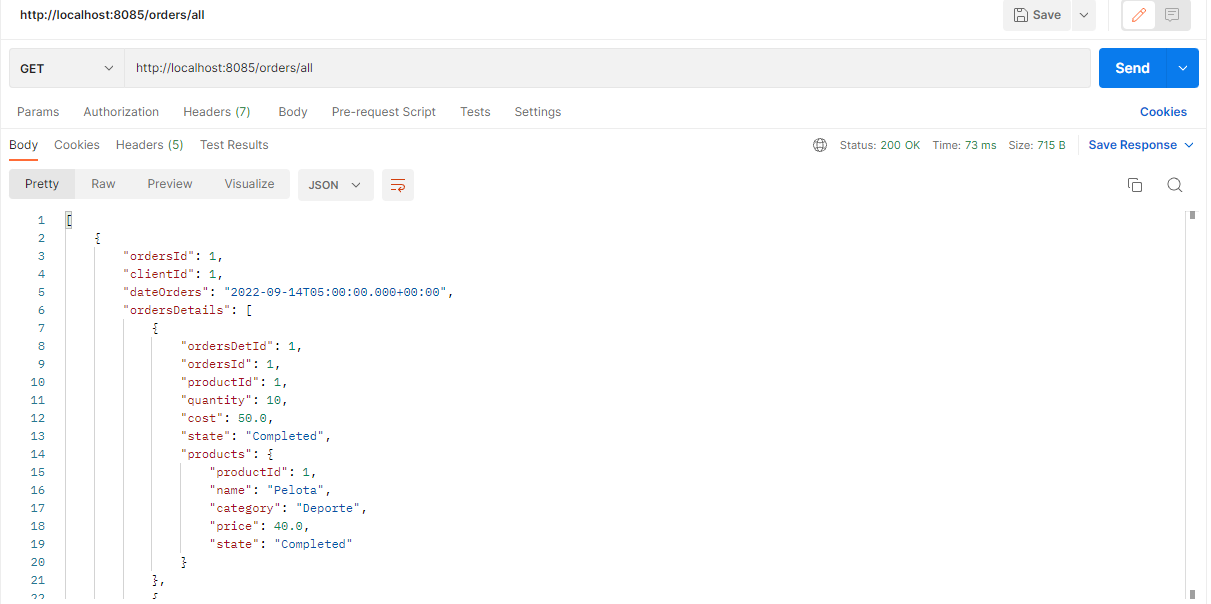 http://localhost:8085/orders/all
Save
GET http://localhost:8085/orders/all Send
Params Authorization Headers (7) Body Pre-request Script Tests Settings Cookies
Body Cookies Headers (5) Test Results Status: 200 OK Time: 73 ms Size: 715 B Save Response
Pretty Raw Preview Visualize JSON
1 [
2 {
3 "ordersId": 1,
4 "clientId": 1,
5 "dateOrders": "2022-09-14T05:00:00.000+00:00",
6 "ordersDetails": [
7 {
8 "ordersDetId": 1,
9 "ordersId": 1,
10 "productId": 1,
11 "quantity": 10,
12 "cost": 50.0,
13 "state": "Completed",
14 "products": {
15 "productId": 1,
16 "name": "Pelota",
17 "category": "Deporte",
18 "price": 40.0,
19 "state": "Completed"
20 }
21 },
22 {